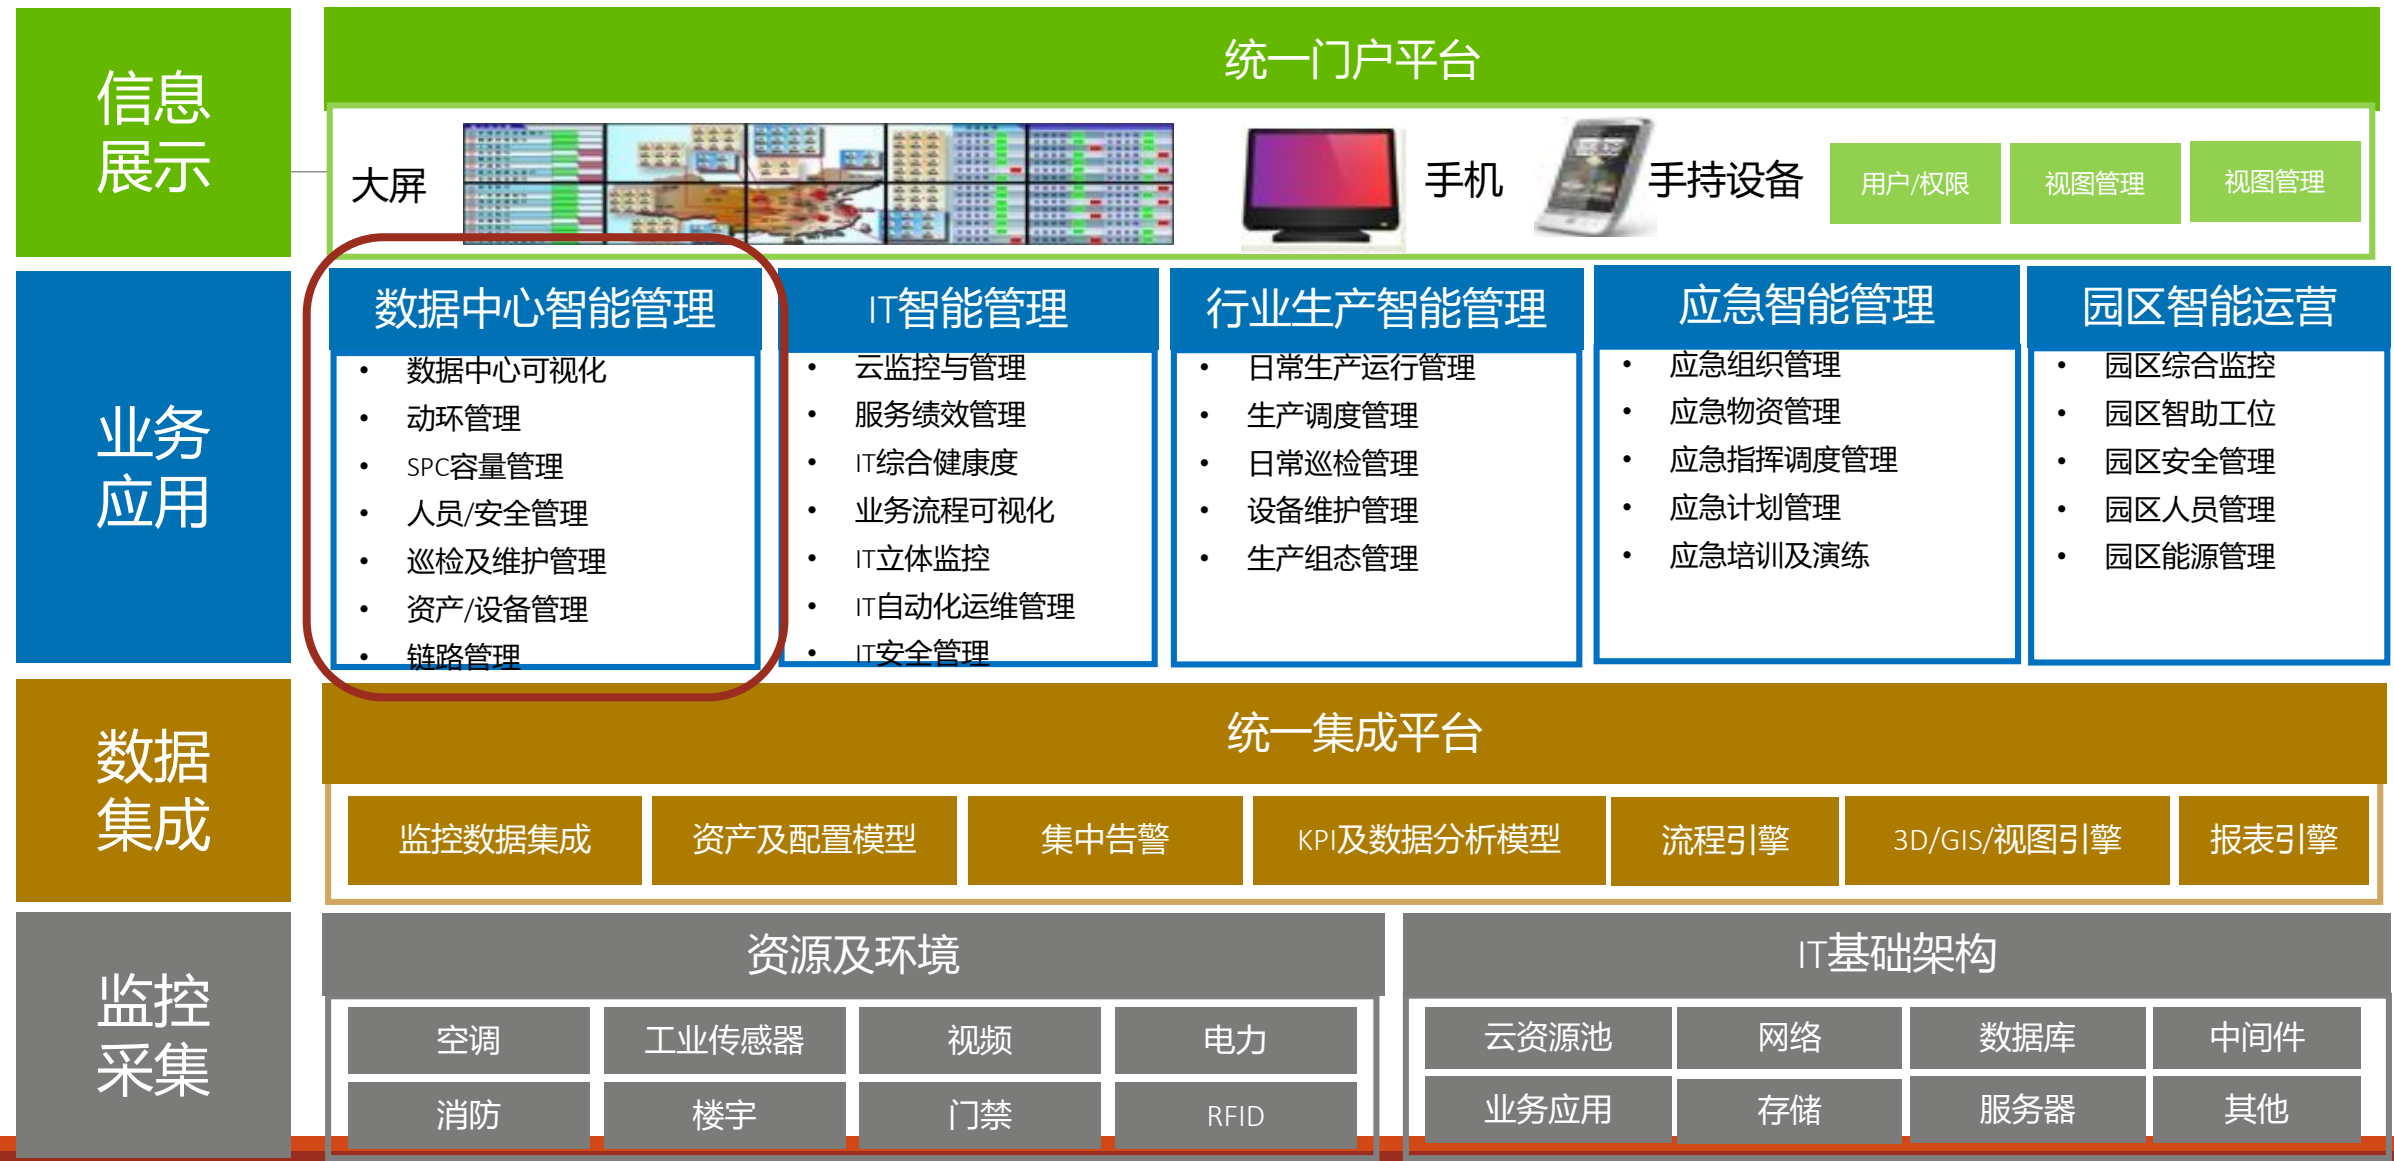 信息
展示
统一门户平台
大屏
手机
手持设备
用户/权限
视图管理
视图管理
业务
应用
数据中心智能管理
• 数据中心可视化
• 动环管理
• SPC容量管理
• 人员/安全管理
• 巡检及维护管理
• 资产/设备管理
• 链路管理
IT智能管理
• 云监控与管理
• 服务绩效管理
• IT综合健康度
• 业务流程可视化
• IT立体监控
• IT自动化运维管理
• IT安全管理
行业生产智能管理
• 日常生产运行管理
• 生产调度管理
• 日常巡检管理
• 设备维护管理
• 生产组态管理
应急智能管理
• 应急组织管理
• 应急物资管理
• 应急指挥调度管理
• 应急计划管理
• 应急培训及演练
园区智能运营
• 园区综合监控
• 园区智助工位
• 园区安全管理
• 园区人员管理
• 园区能源管理
数据
集成
统一集成平台
监控数据集成
资产及配置模型
集中告警
KPI及数据分析模型
流程引擎
3D/GIS/视图引擎
报表引擎
监控
采集
资源及环境
空调
工业传感器
视频
电力
消防
楼宇
门禁
RFID
IT基础架构
云资源池
网络
数据库
中间件
业务应用
存储
服务器
其他